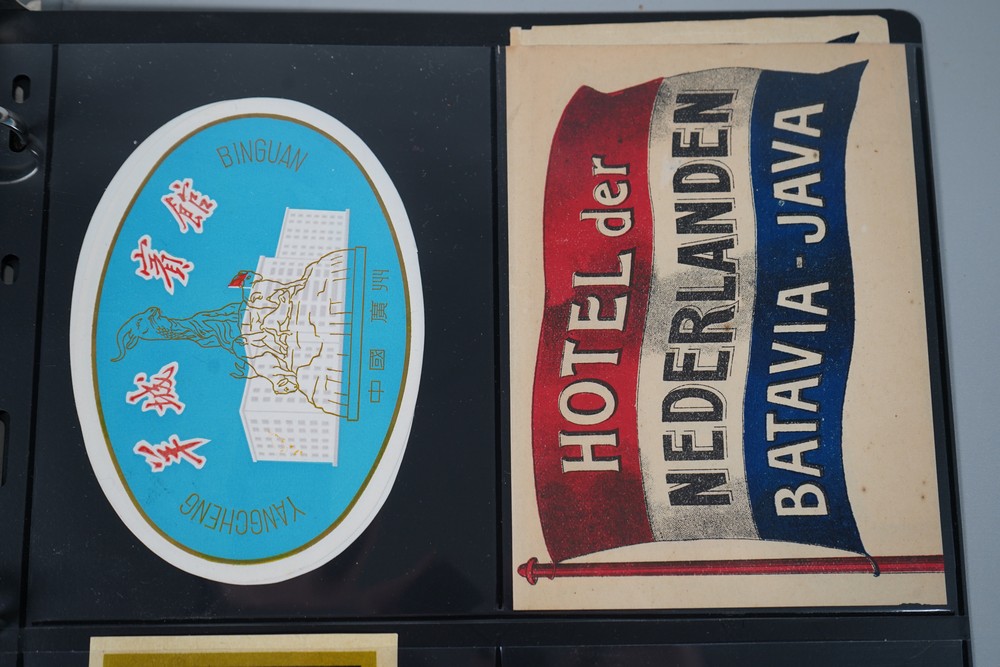 羊城賓館
YANGCHENG BINGUAN
中國 廣州
HOTEL der
NEDERLANDEN
BATAVIA - JAVA